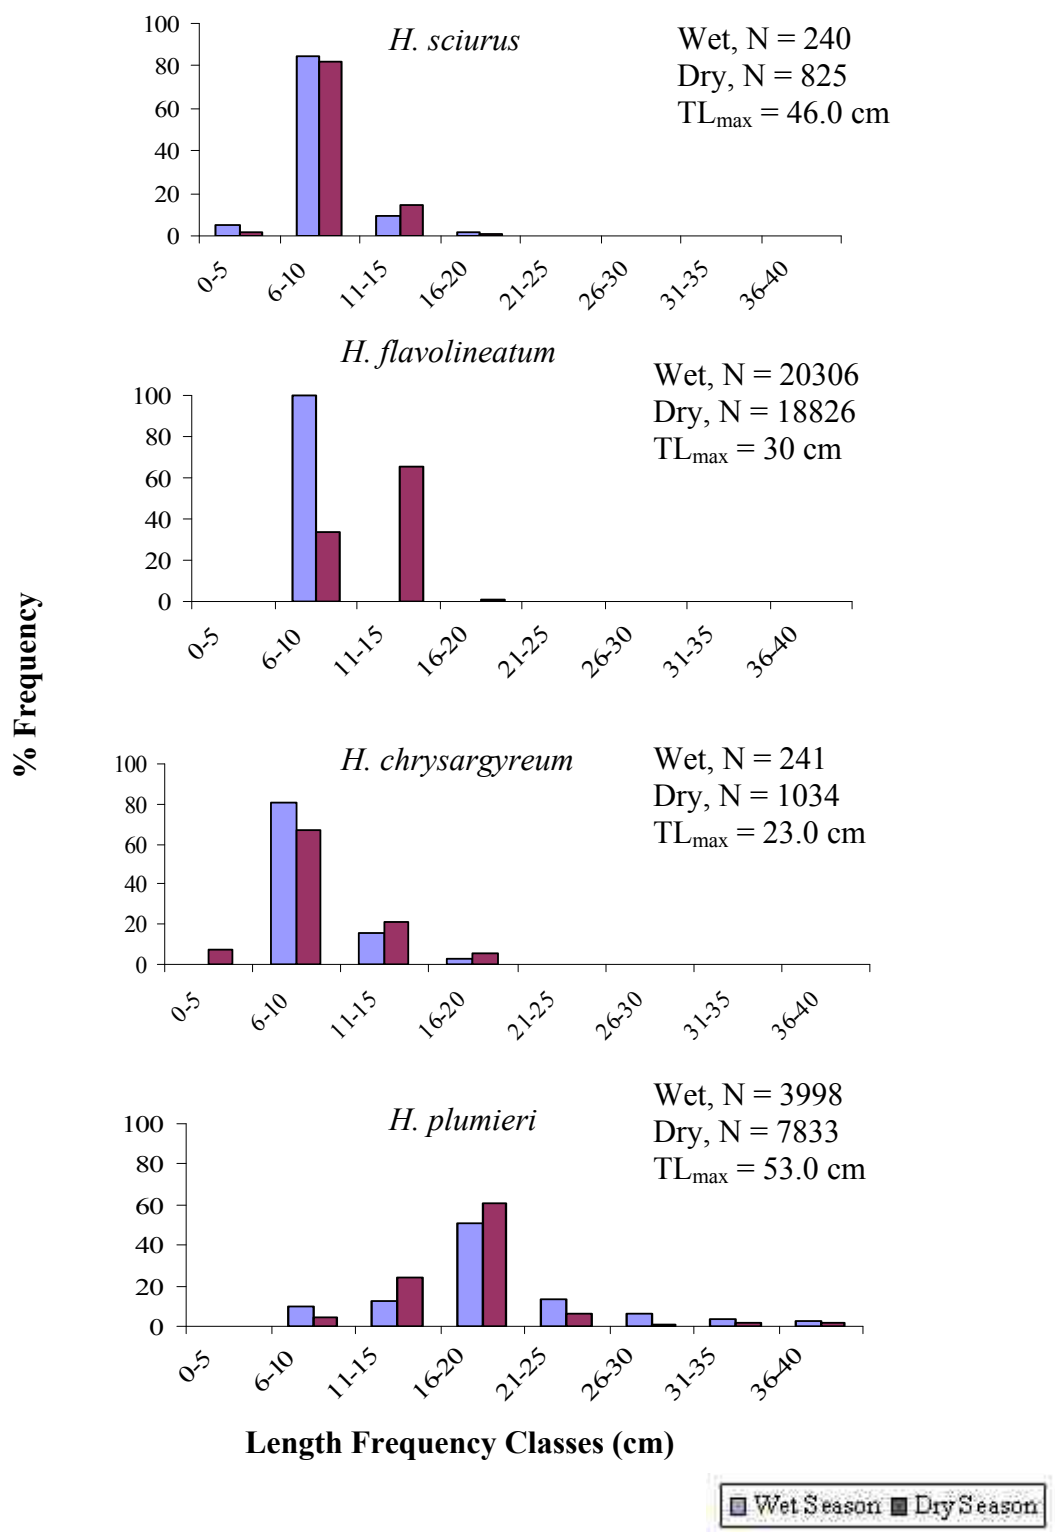 H. sciurus
Wet, N = 240
Dry, N = 825
TLmax = 46.0 cm
100
80
60
40
20
0
0-5
6-10
11-15
16-20
21-25
26-30
31-35
36-40
H. flavolineatum
Wet, N = 20306
Dry, N = 18826
TLmax = 30 cm
100
80
60
40
20
0
0-5
6-10
11-15
16-20
21-25
26-30
31-35
36-40
% Frequency
H. chrysargyreum
Wet, N = 241
Dry, N = 1034
TLmax = 23.0 cm
100
80
60
40
20
0
0-5
6-10
11-15
16-20
21-25
26-30
31-35
36-40
H. plumieri
Wet, N = 3998
Dry, N = 7833
TLmax = 53.0 cm
100
80
60
40
20
0
0-5
6-10
11-15
16-20
21-25
26-30
31-35
36-40
Length Frequency Classes (cm)
Wet Season Dry Season